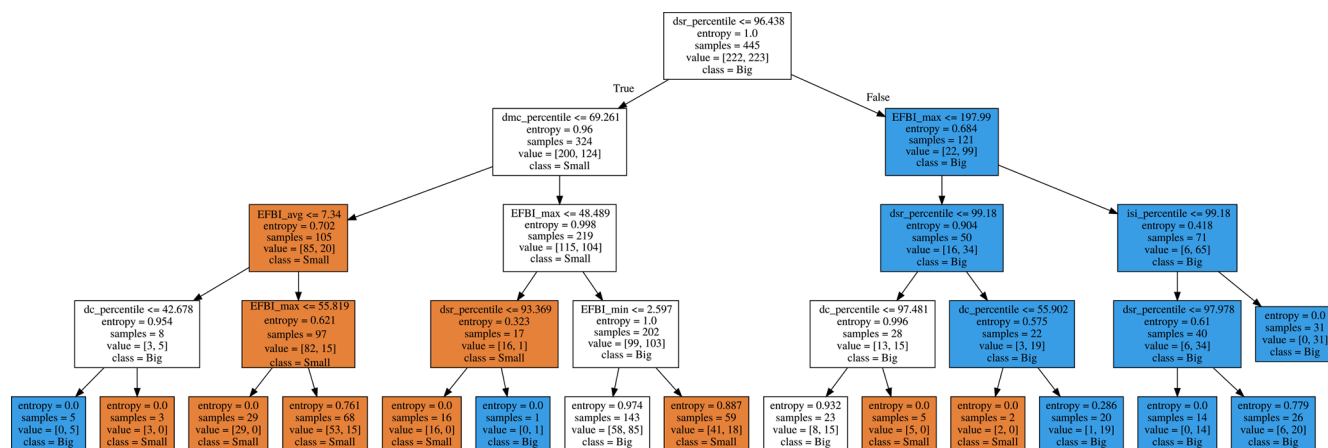 dsr_percentile <= 96.438
entropy = 1.0
samples = 445
value = [222, 223]
class = Big
True
False
dmc_percentile <= 69.261
entropy = 0.96
samples = 324
value = [200, 124]
class = Small
EFBI_max <= 197.99
entropy = 0.684
samples = 121
value = [22, 99]
class = Big
EFBI_avg <= 7.34
entropy = 0.702
samples = 105
value = [85, 20]
class = Small
EFBI_max <= 48.489
entropy = 0.998
samples = 219
value = [115, 104]
class = Small
dsr_percentile <= 99.18
entropy = 0.904
samples = 50
value = [16, 34]
class = Big
isi_percentile <= 99.18
entropy = 0.418
samples = 71
value = [6, 65]
class = Big
dc_percentile <= 42.678
entropy = 0.954
samples = 8
value = [3, 5]
class = Big
EFBI_max <= 55.819
entropy = 0.621
samples = 97
value = [82, 15]
class = Small
dsr_percentile <= 93.369
entropy = 0.323
samples = 17
value = [16, 1]
class = Small
EFBI_min <= 2.597
entropy = 1.0
samples = 202
value = [99, 103]
class = Big
dc_percentile <= 97.481
entropy = 0.996
samples = 28
value = [13, 15]
class = Big
dc_percentile <= 55.902
entropy = 0.575
samples = 22
value = [3, 19]
class = Big
dsr_percentile <= 97.978
entropy = 0.61
samples = 40
value = [6, 34]
class = Big
entropy = 0.0
samples = 31
value = [0, 31]
class = Big
entropy = 0.0
samples = 5
value = [0, 5]
class = Big
entropy = 0.0
samples = 3
value = [3, 0]
class = Small
entropy = 0.0
samples = 29
value = [29, 0]
class = Small
entropy = 0.761
samples = 68
value = [53, 15]
class = Small
entropy = 0.0
samples = 16
value = [16, 0]
class = Small
entropy = 0.0
samples = 1
value = [0, 1]
class = Big
entropy = 0.974
samples = 143
value = [58, 85]
class = Big
entropy = 0.887
samples = 59
value = [41, 18]
class = Small
entropy = 0.932
samples = 23
value = [8, 15]
class = Big
entropy = 0.0
samples = 5
value = [5, 0]
class = Small
entropy = 0.0
samples = 2
value = [2, 0]
class = Small
entropy = 0.286
samples = 20
value = [1, 19]
class = Big
entropy = 0.0
samples = 14
value = [0, 14]
class = Big
entropy = 0.779
samples = 26
value = [6, 20]
class = Big